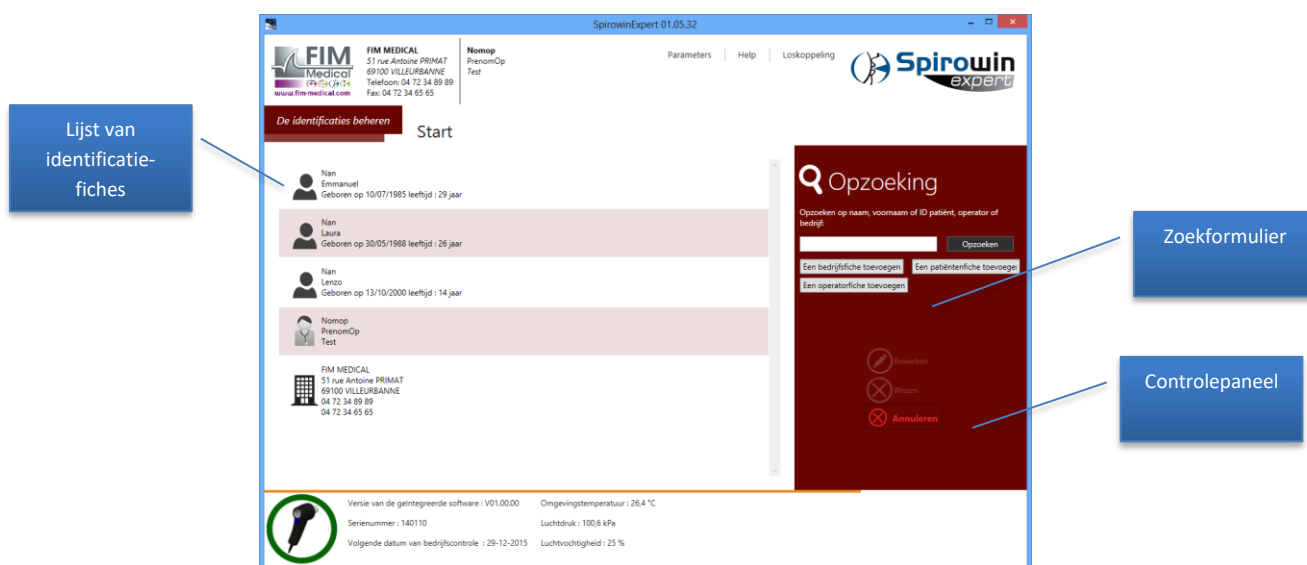 SpirowinExpert 01.05.32
FIM
Medical
www.fim-medical.com
FIM MEDICAL
51 rue Antoine PRIMAT
69100 VILLEURBANNE
Telefoon: 04 72 34 89 89
Fax: 04 72 34 65 65
Nomop
PrenomOp
Test
Parameters
Help
Loskoppeling
Spirowin
expert
De identificaties beheren
Start
Lijst van
identificatie-
fiches
Nan
Emmanuel
Geboren op 10/07/1985 leeftijd : 29 jaar
Nan
Laura
Geboren op 30/05/1988 leeftijd : 26 jaar
Nan
Lenzo
Geboren op 13/10/2000 leeftijd : 14 jaar
Nomop
PrenomOp
Test
FIM MEDICAL
51 rue Antoine PRIMAT
69100 VILLEURBANNE
04 72 34 89 89
04 72 34 65 65
Opzoeking
Opzoeken op naam, voornaam of ID patiënt, operator of
bedrijf:
Opzoeken
Een bedrijfsfiche toevoegen
Een patiëntenfiche toevoegen
Een operatorfiche toevoegen
Bewerken
Wissen
Annuleren
Zoekformulier
Controlepaneel
Versie van de geïntegreerde software : V01.00.00
Omgevingstemperatuur : 26,4 °C
Serienummer : 140110
Luchtdruk : 100,6 kPa
Volgende datum van bedrijfscontrole : 29-12-2015
Luchtvochtigheid : 25 %